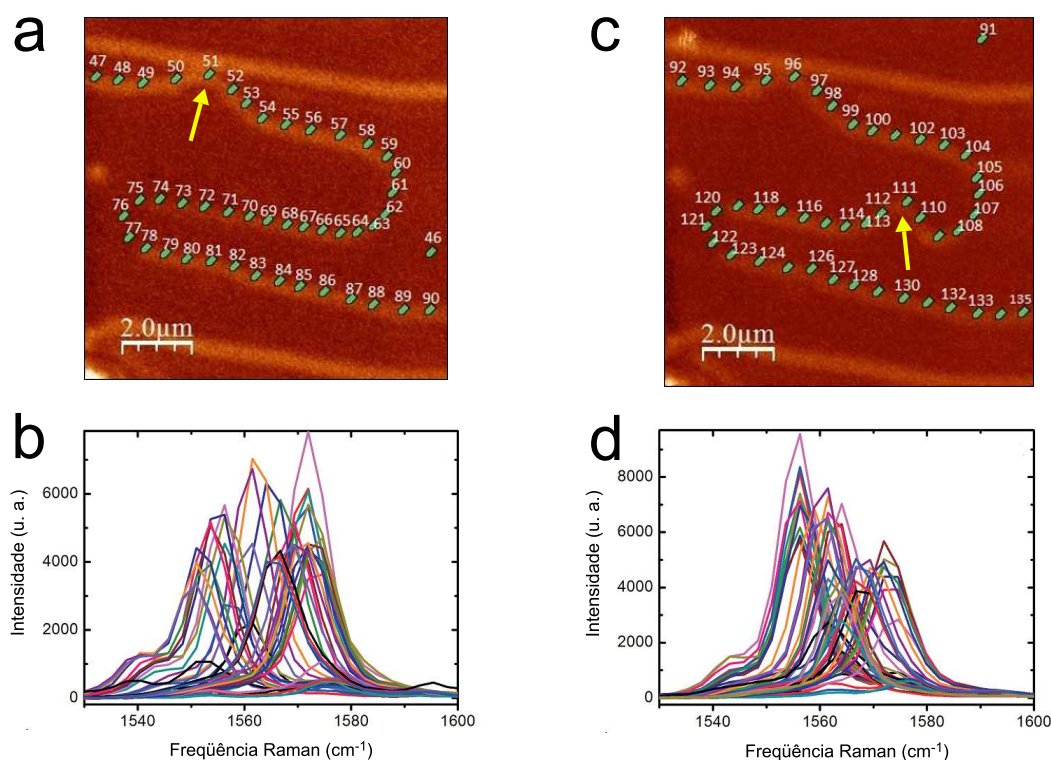 a
47 48 49 50 51 52 53 54 55 56 57 58 59 60 61 62 63 64 65 66 67 68 69 70 71 72 73 74 75 76 77 78 79 80 81 82 83 84 85 86 87 88 89 90
46
2.0µm
c
91
92 93 94 95 96 97 98 99 100 102 103 104 105 106 107 108 110 111 112 113 114 116 118 120 121 122 123 124 126 127 128 130 132 133 135
2.0µm
b
Intensidade (u. a.)
6000
4000
2000
0
1540 1560 1580 1600
Freqüência Raman (cm-1)
d
Intensidade (u. a.)
8000
6000
4000
2000
0
1540 1560 1580 1600
Freqüência Raman (cm-1)